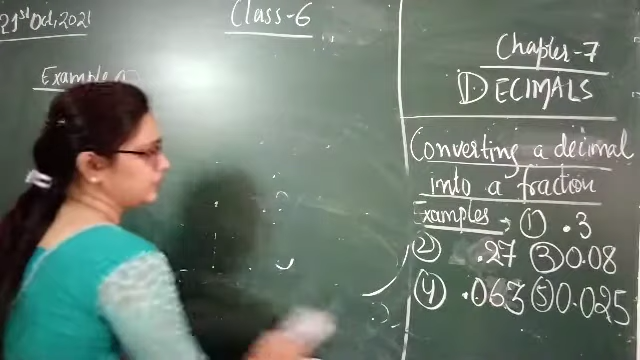 21st Oct, 2021
Class-6
Example
Chapter-7
DECIMALS
Converting a decimal
into a fraction
Examples → ① .3
② .27 ③ 0.08
④ .063 ⑤ 0.025